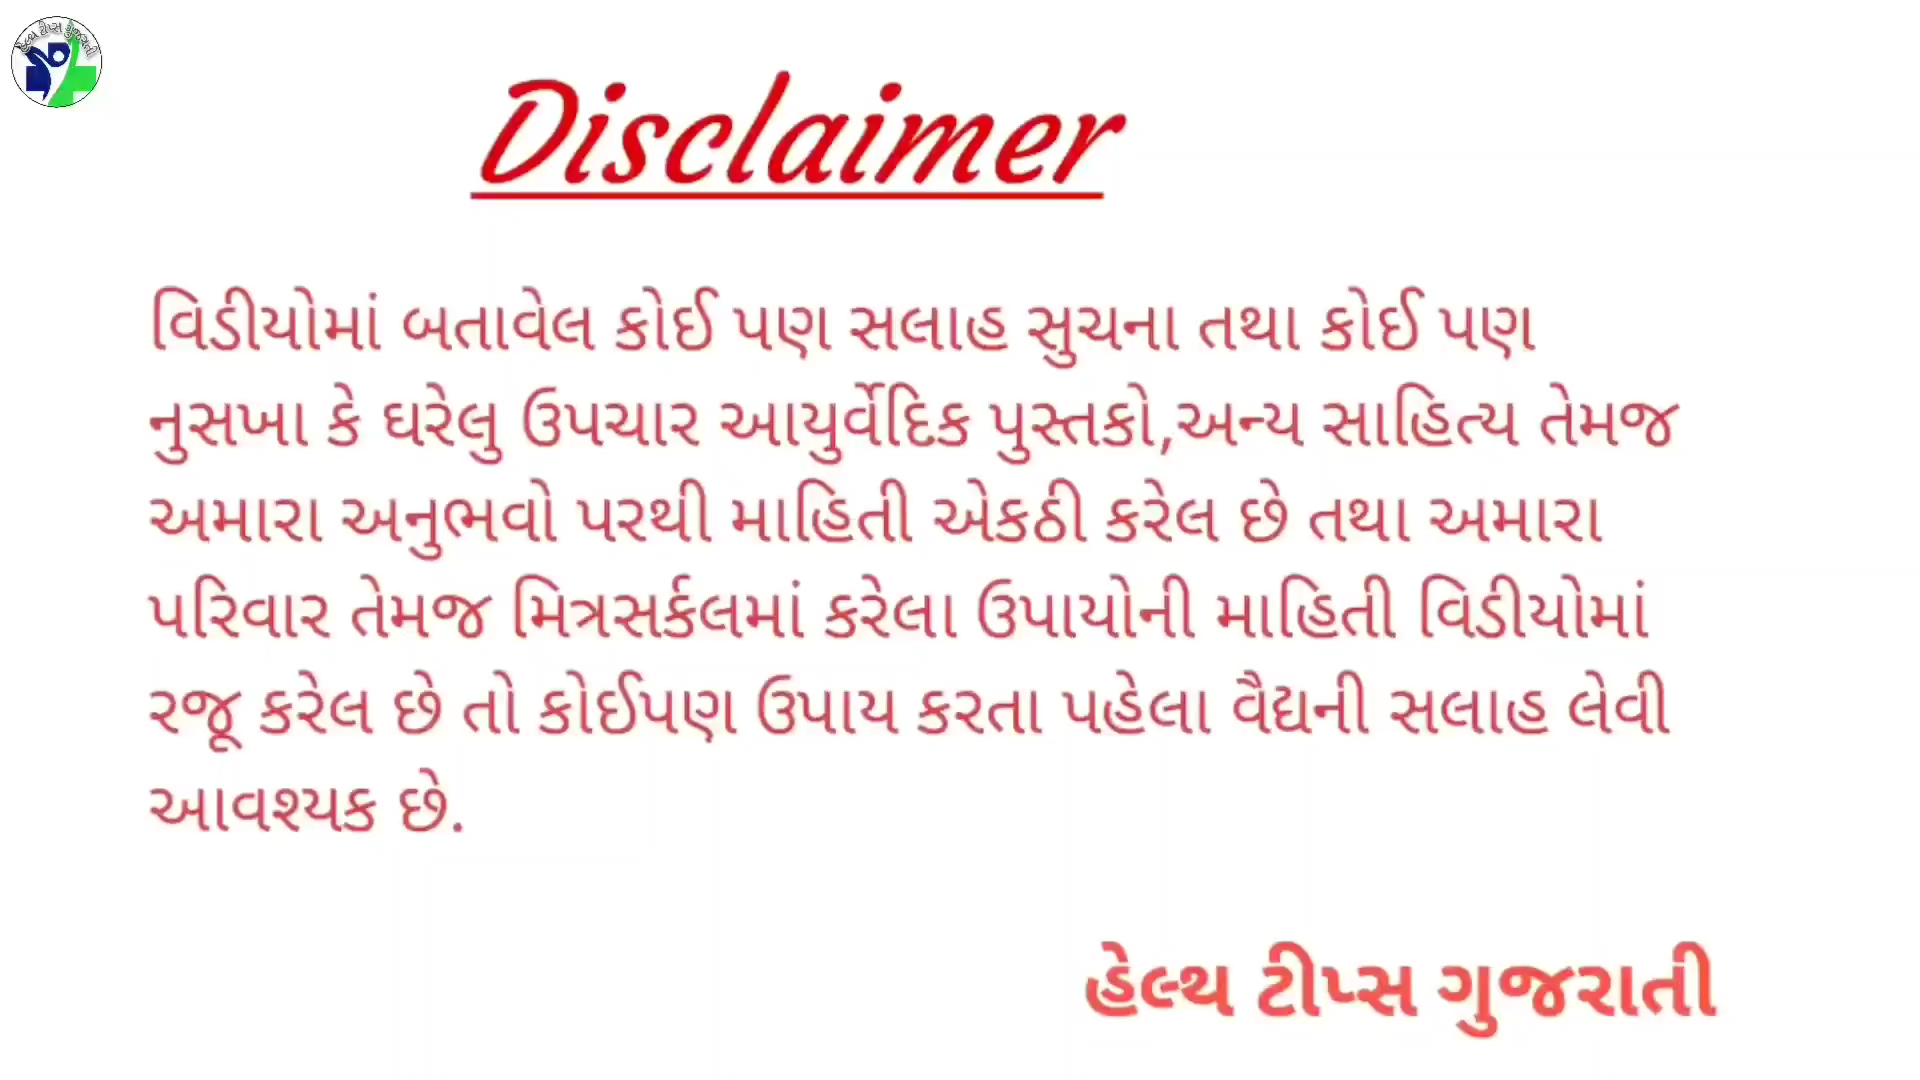 હેલ્થ ટીપ્સ ગુજરાતી
Disclaimer
વિડીયોમાં બતાવેલ કોઈ પણ સલાહ સુચના તથા કોઈ પણ
નુસખા કે ઘરેલુ ઉપચાર આયુર્વેદિક પુસ્તકો,અન્ય સાહિત્ય તેમજ
અમારા અનુભવો પરથી માહિતી એકઠી કરેલ છે તથા અમારા
પરિવાર તેમજ મિત્રસર્કલમાં કરેલા ઉપાયોની માહિતી વિડીયોમાં
રજૂ કરેલ છે તો કોઈપણ ઉપાય કરતા પહેલા વૈદ્યની સલાહ લેવી
આવશ્યક છે.
હેલ્થ ટીપ્સ ગુજરાતી